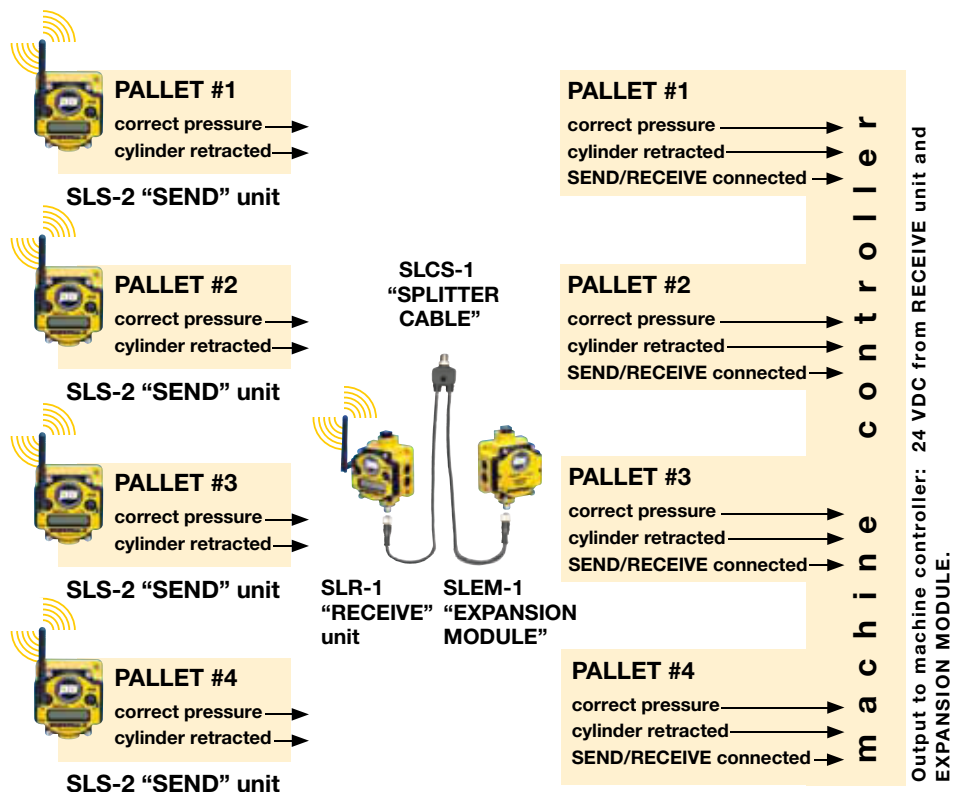 PALLET #1
correct pressure
cylinder retracted
SLS-2 “SEND” unit
PALLET #2
correct pressure
cylinder retracted
SLS-2 “SEND” unit
PALLET #3
correct pressure
cylinder retracted
SLS-2 “SEND” unit
PALLET #4
correct pressure
cylinder retracted
SLS-2 “SEND” unit
SLCS-1
“SPLITTER
CABLE”
SLR-1
“RECEIVE”
unit
SLEM-1
“EXPANSION
MODULE”
PALLET #1
correct pressure
cylinder retracted
SEND/RECEIVE connected
PALLET #2
correct pressure
cylinder retracted
SEND/RECEIVE connected
PALLET #3
correct pressure
cylinder retracted
SEND/RECEIVE connected
PALLET #4
correct pressure
cylinder retracted
SEND/RECEIVE connected
machine controller
Output to machine controller: 24 VDC from RECEIVE unit and
EXPANSION MODULE.